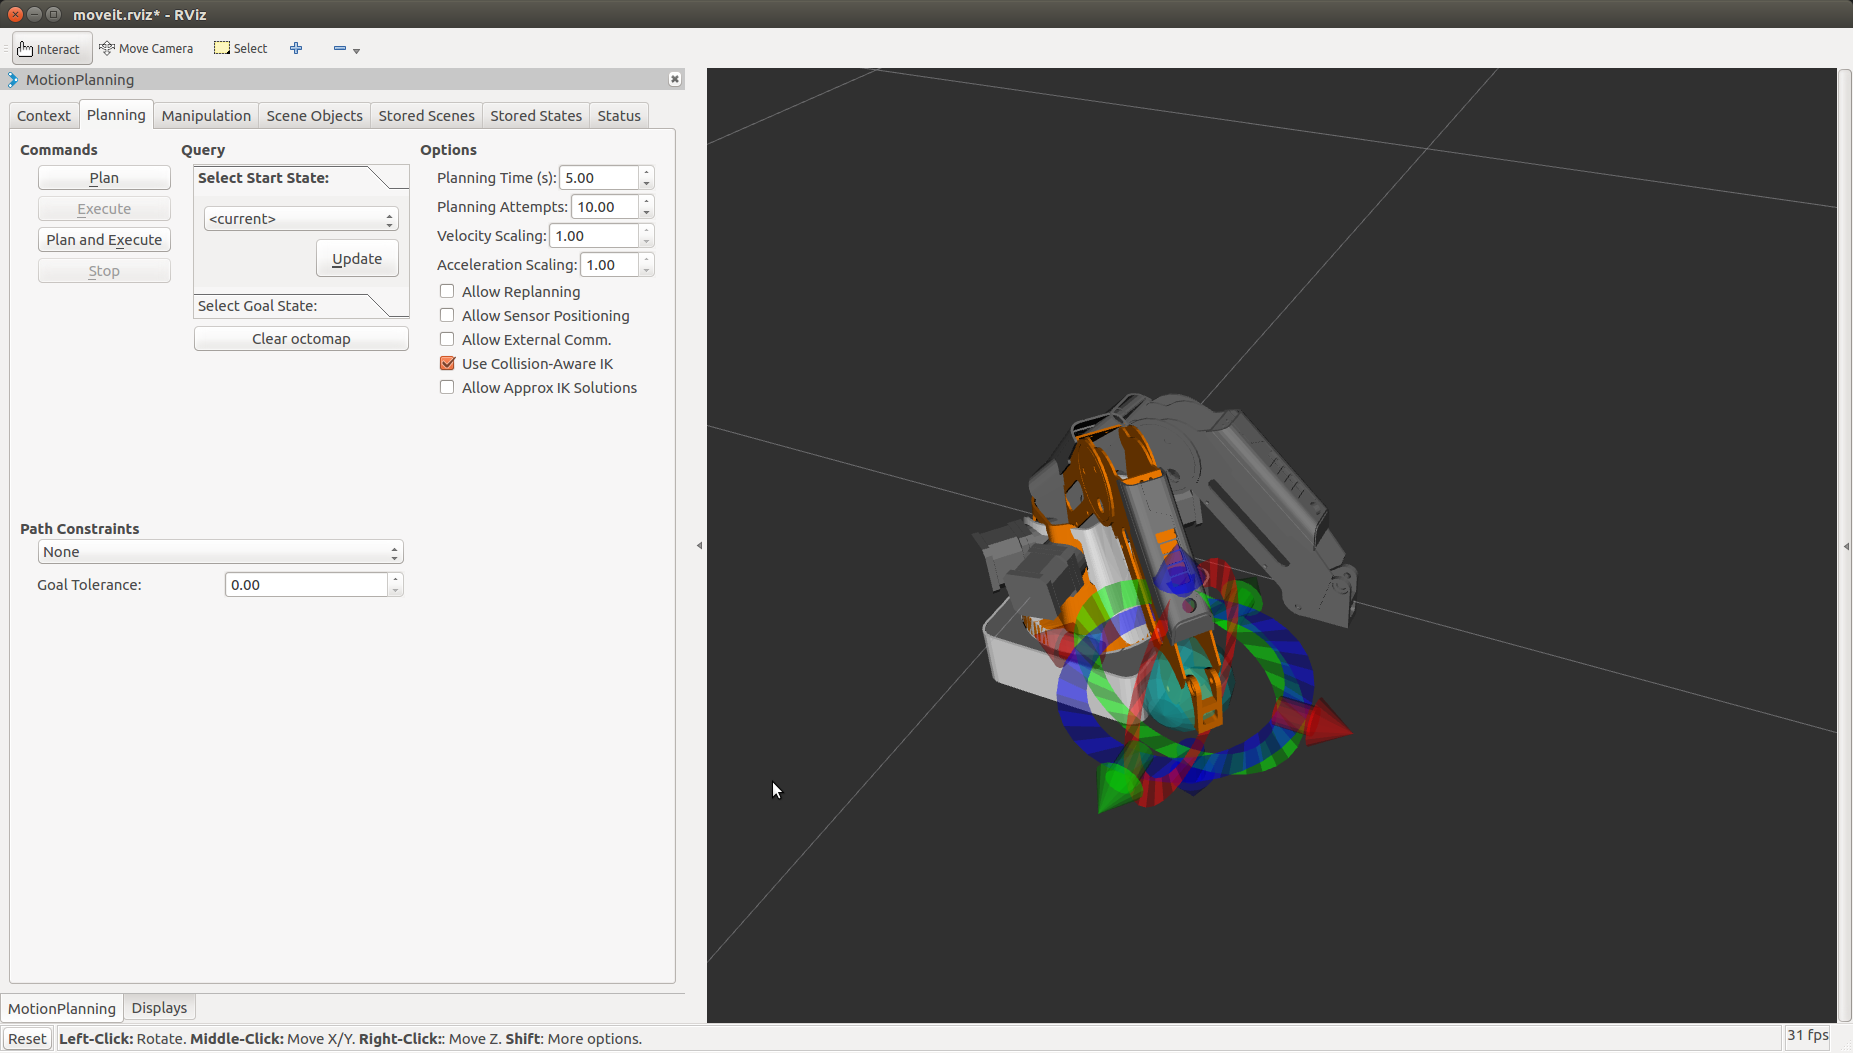 moveit.rviz* - RViz
Interact Move Camera Select
MotionPlanning
Context Planning Manipulation Scene Objects Stored Scenes Stored States Status
Commands
Plan
Execute
Plan and Execute
Stop
Query
Select Start State:
<current>
Update
Select Goal State:
Clear octomap
Options
Planning Time (s): 5.00
Planning Attempts: 10.00
Velocity Scaling: 1.00
Acceleration Scaling: 1.00
Allow Replanning
Allow Sensor Positioning
Allow External Comm.
Use Collision-Aware IK
Allow Approx IK Solutions
Path Constraints
None
Goal Tolerance: 0.00
MotionPlanning Displays
Reset Left-Click: Rotate. Middle-Click: Move X/Y. Right-Click:: Move Z. Shift: More options. 31 fps